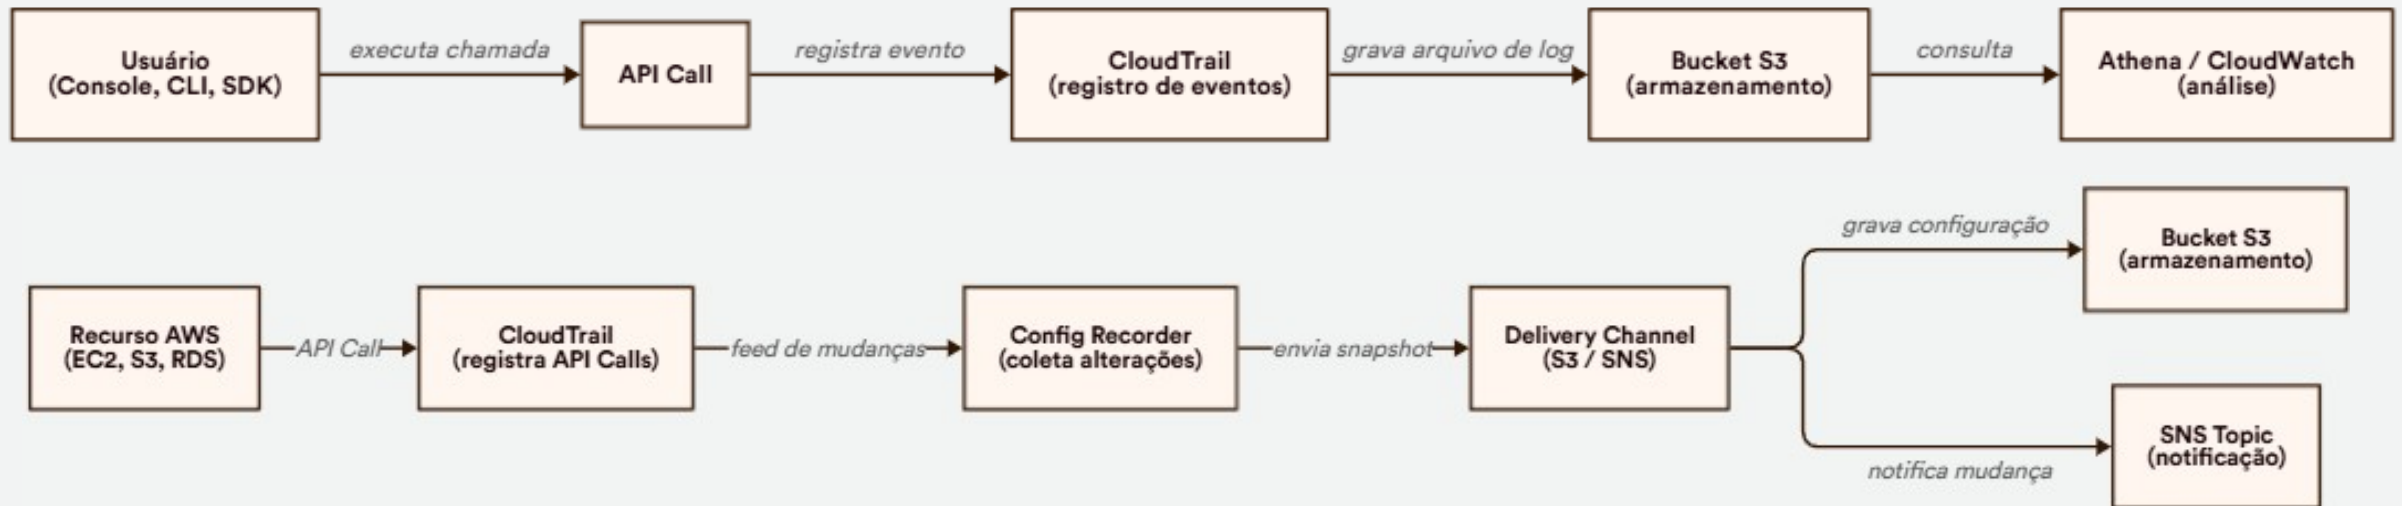 Usuário
(Console, CLI, SDK)
executa chamada
API Call
registra evento
CloudTrail
(registro de eventos)
grava arquivo de log
Bucket S3
(armazenamento)
consulta
Athena / CloudWatch
(análise)
Recurso AWS
(EC2, S3, RDS)
API Call
CloudTrail
(registra API Calls)
feed de mudanças
Config Recorder
(coleta alterações)
envia snapshot
Delivery Channel
(S3 / SNS)
grava configuração
Bucket S3
(armazenamento)
notifica mudança
SNS Topic
(notificação)